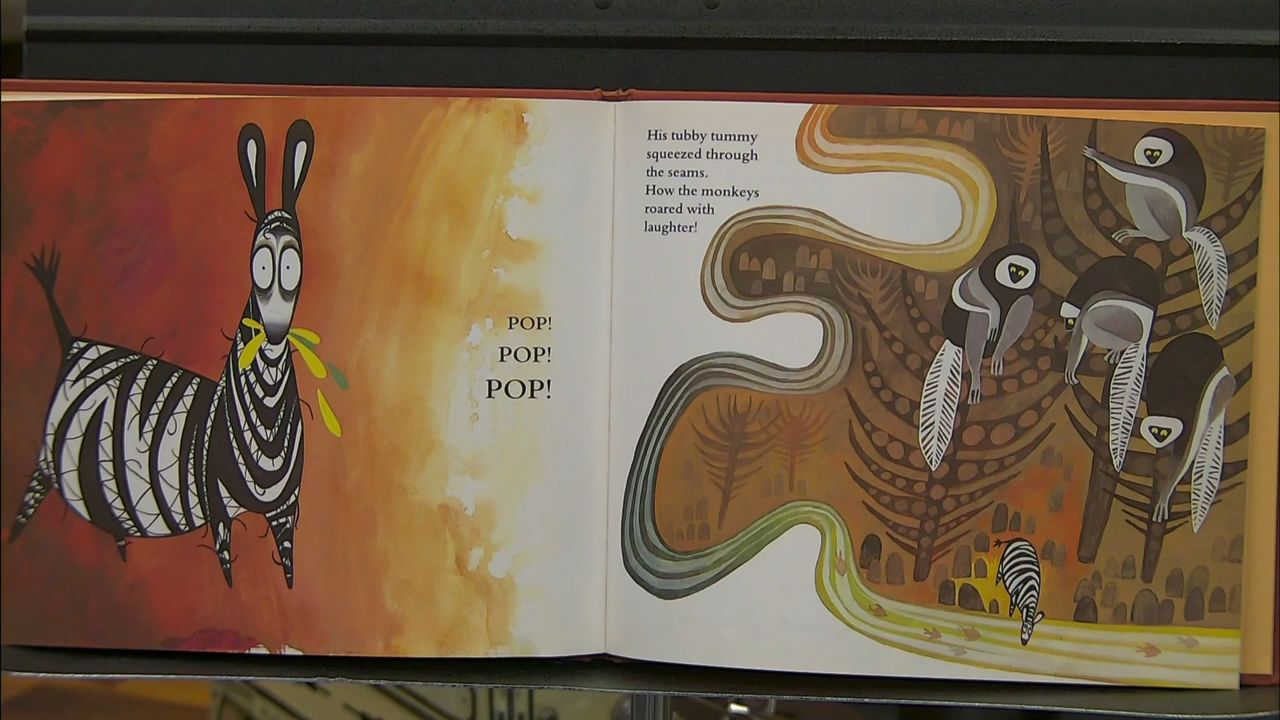 POP!
POP!
POP!
His tubby tummy
squeezed through
the seams.
How the monkeys
roared with
laughter!